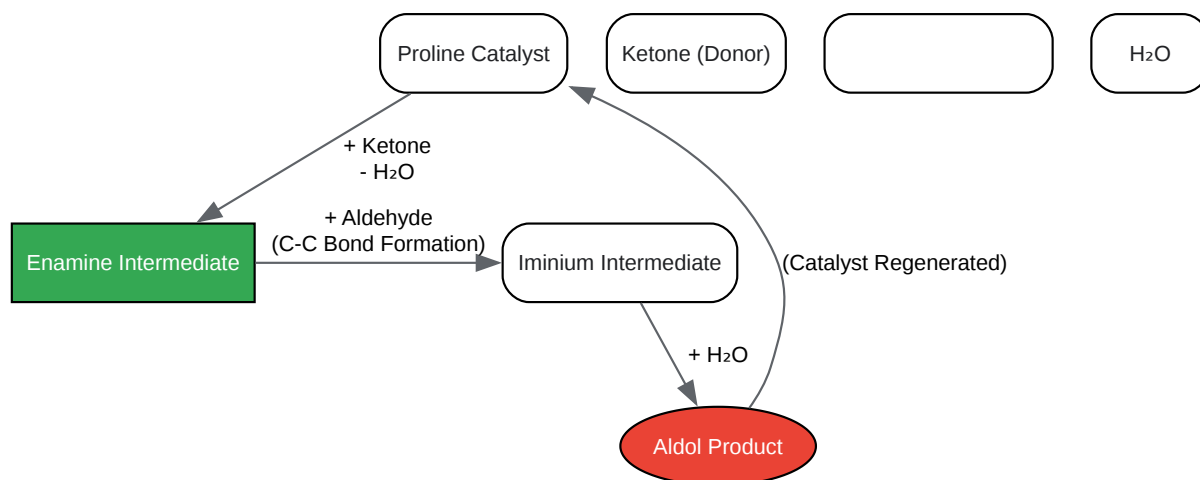 Proline Catalyst
Ketone (Donor)
H₂O
+ Ketone
- H₂O
+ Aldehyde
(C-C Bond Formation)
Enamine Intermediate
Iminium Intermediate
(Catalyst Regenerated)
+ H₂O
Aldol Product